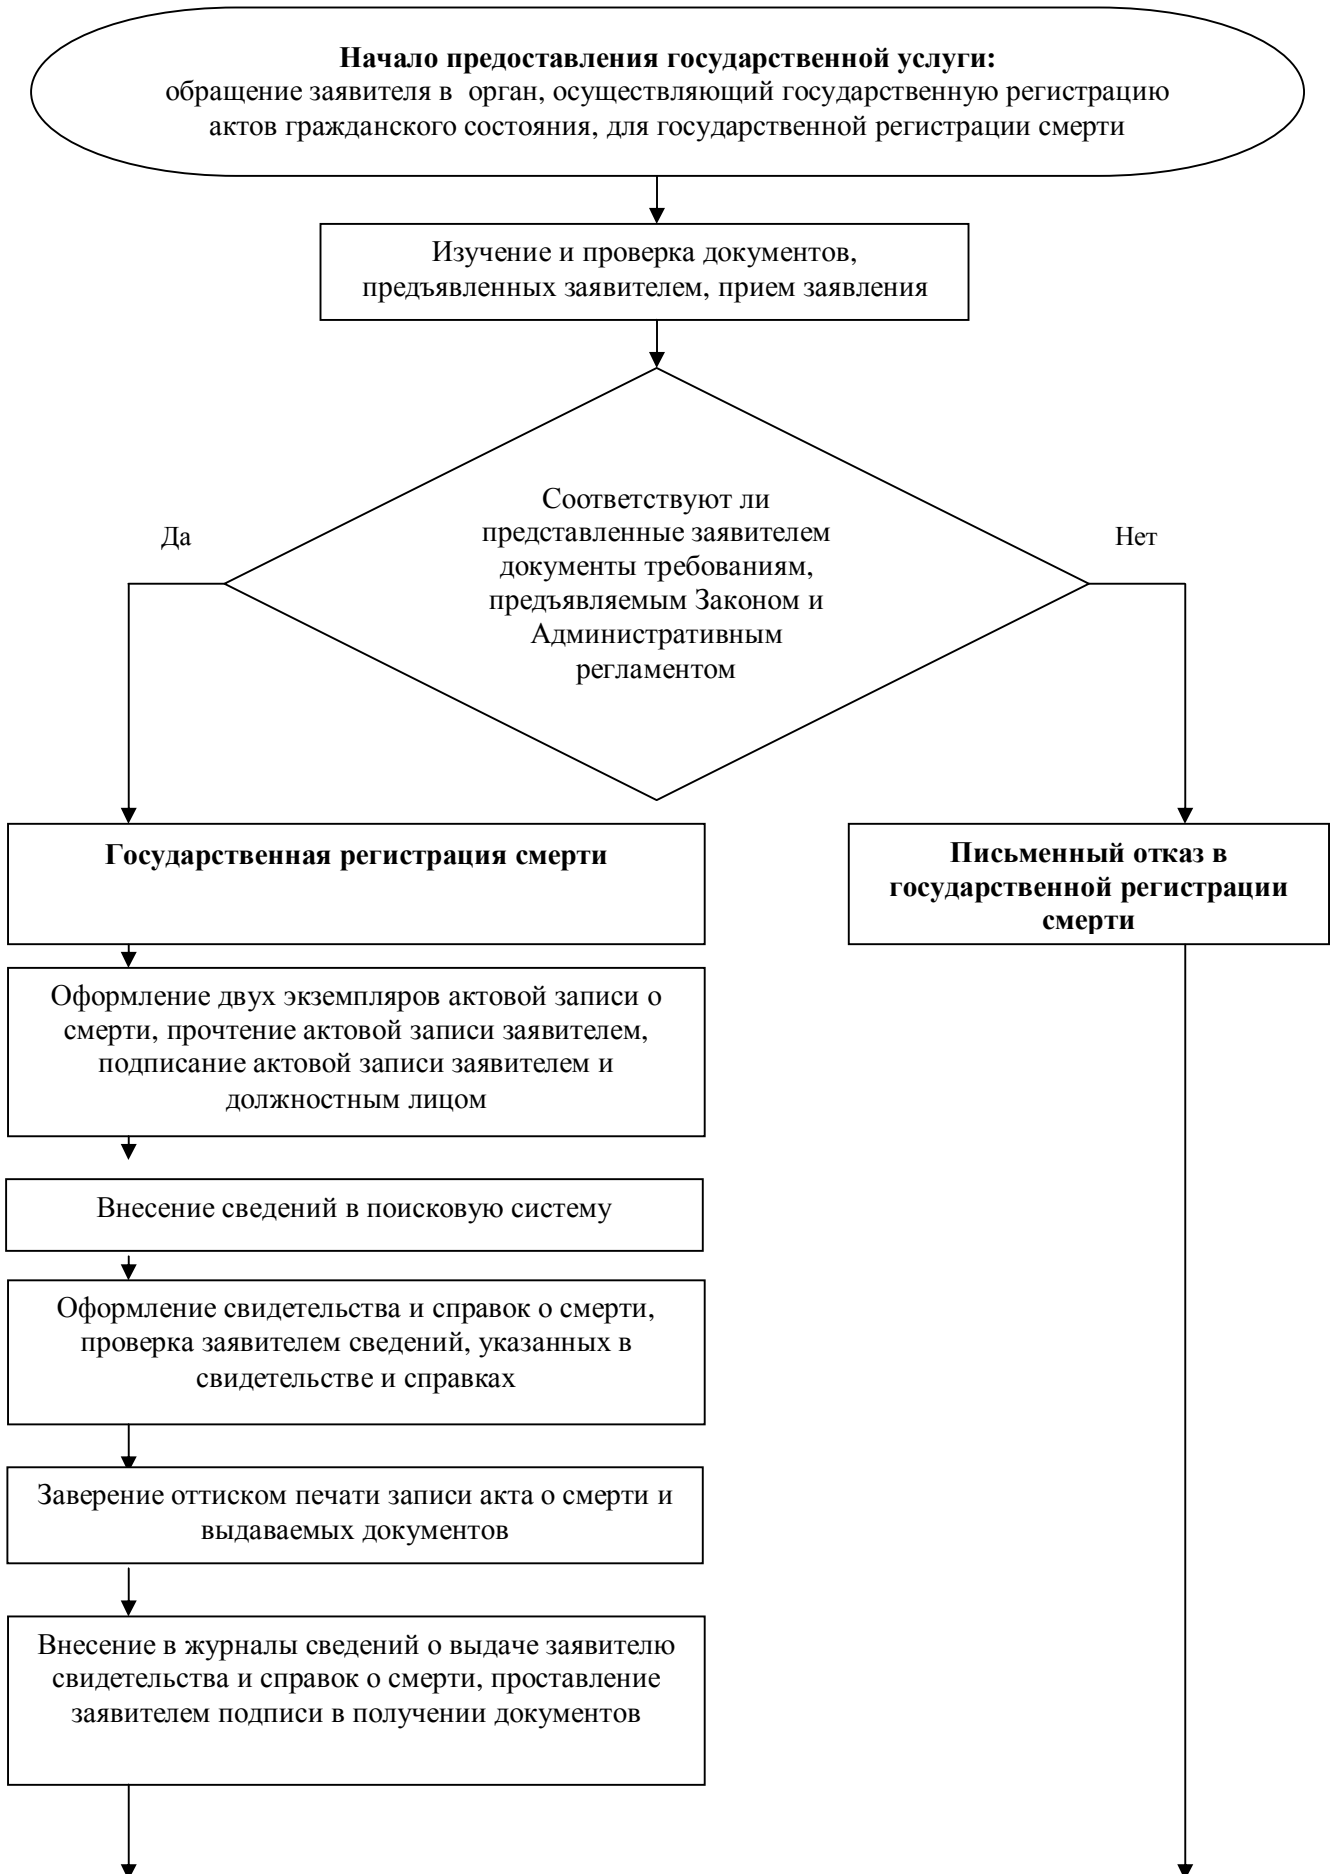 Начало предоставления государственной услуги:
обращение заявителя в орган, осуществляющий государственную регистрацию
актов гражданского состояния, для государственной регистрации смерти
Изучение и проверка документов,
предъявленных заявителем, прием заявления
Соответствуют ли
представленные заявителем
документы требованиям,
предъявляемым Законом и
Административным
регламентом
Да
Нет
Государственная регистрация смерти
Письменный отказ в
государственной регистрации
смерти
Оформление двух экземпляров актовой записи о
смерти, прочтение актовой записи заявителем,
подписание актовой записи заявителем и
должностным лицом
Внесение сведений в поисковую систему
Оформление свидетельства и справок о смерти,
проверка заявителем сведений, указанных в
свидетельстве и справках
Заверение оттиском печати записи акта о смерти и
выдаваемых документов
Внесение в журналы сведений о выдаче заявителю
свидетельства и справок о смерти, проставление
заявителем подписи в получении документов